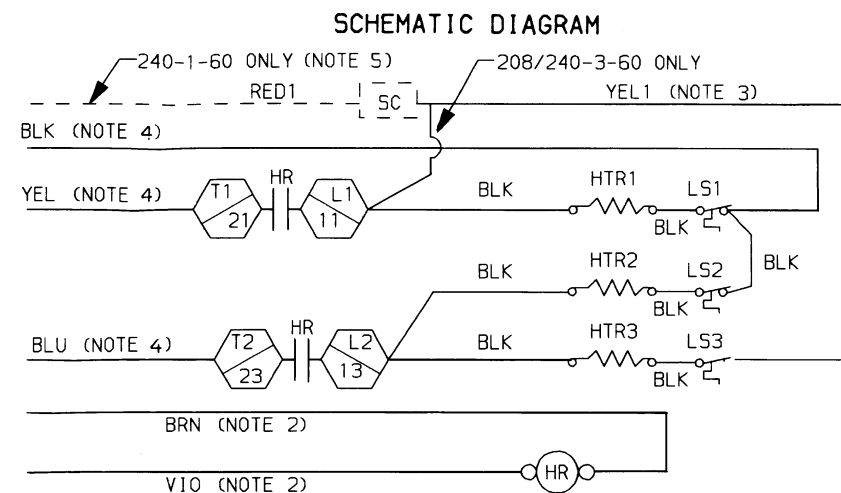 SCHEMATIC DIAGRAM
240-1-60 ONLY (NOTE 5)
208/240-3-60 ONLY
RED1
SC
YEL1 (NOTE 3)
BLK (NOTE 4)
YEL (NOTE 4)
T1
21
HR
L1
11
BLK
HTR1
BLK
LS1
BLK
BLK
HTR2
BLK
LS2
BLU (NOTE 4)
T2
23
HR
L2
13
BLK
HTR3
BLK
LS3
BRN (NOTE 2)
VIO (NOTE 2)
HR